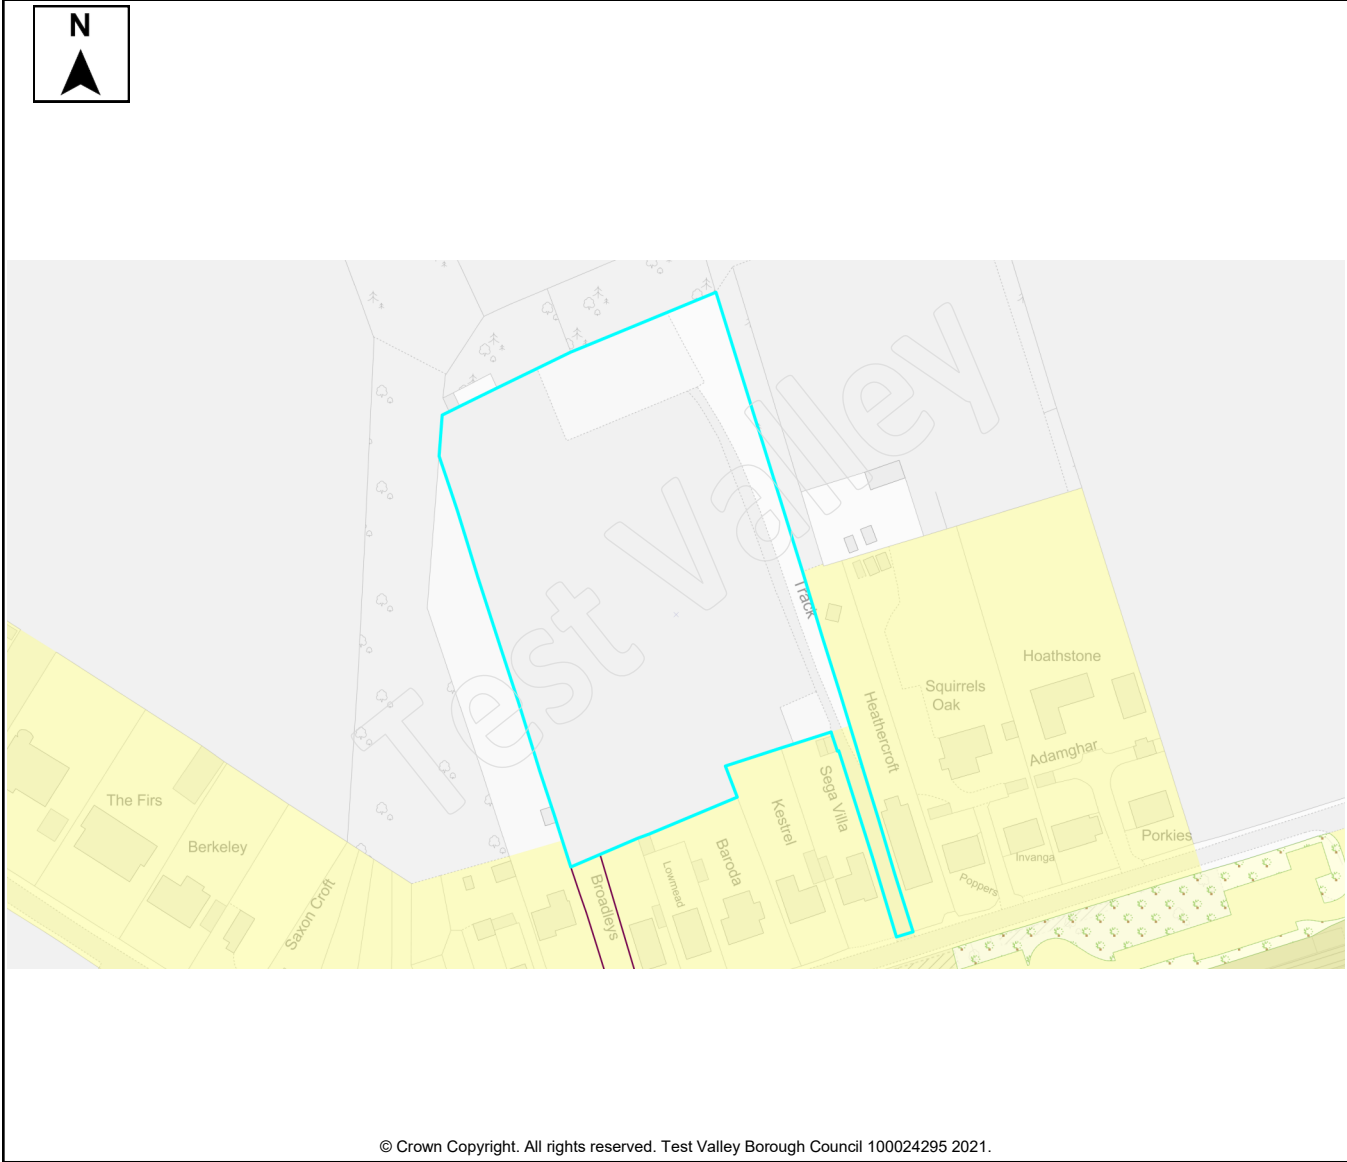 N
Test Valley
Track
Hoathstone
Squirrels
Oak
Heathercroft
Adamghar
The Firs
Sega Villa
Kestrel
Berkeley
Porkies
Baroda
Invanga
Lowmead
Poppers
Broadleys
Saxon Croft
© Crown Copyright. All rights reserved. Test Valley Borough Council 100024295 2021.